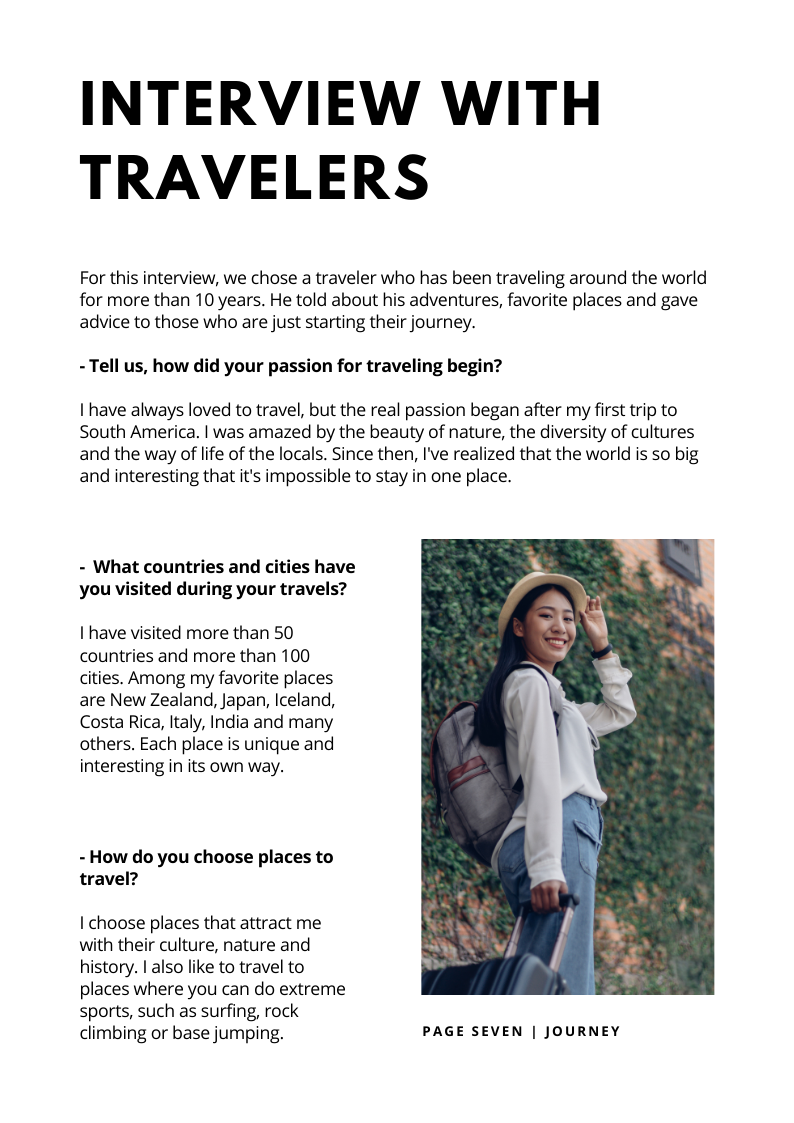 INTERVIEW WITH
TRAVELERS
For this interview, we chose a traveler who has been traveling around the world
for more than 10 years. He told about his adventures, favorite places and gave
advice to those who are just starting their journey.
- Tell us, how did your passion for traveling begin?
I have always loved to travel, but the real passion began after my first trip to
South America. I was amazed by the beauty of nature, the diversity of cultures
and the way of life of the locals. Since then, I've realized that the world is so big
and interesting that it's impossible to stay in one place.
-  What countries and cities have
you visited during your travels?
I have visited more than 50
countries and more than 100
cities. Among my favorite places
are New Zealand, Japan, Iceland,
Costa Rica, Italy, India and many
others. Each place is unique and
interesting in its own way.
- How do you choose places to
travel?
I choose places that attract me
with their culture, nature and
history. I also like to travel to
places where you can do extreme
sports, such as surfing, rock
climbing or base jumping.
PAGE SEVEN | JOURNEY